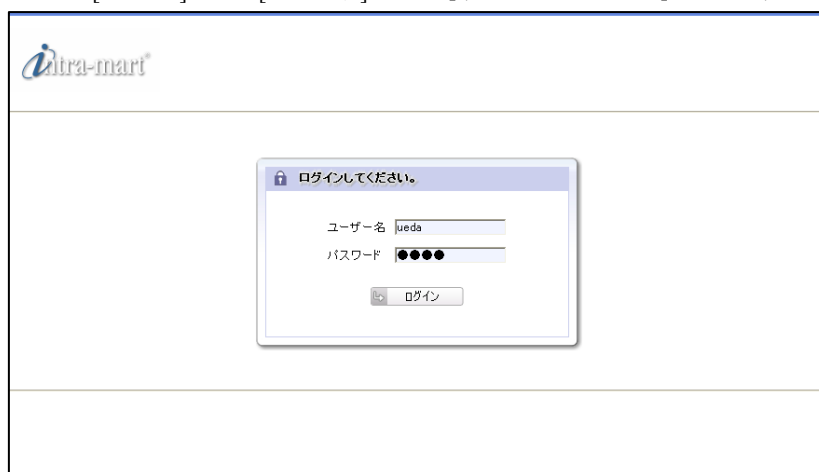 intra-mart
ログインしてください。
ユーザー名 ueda
パスワード ●●●●
ログイン